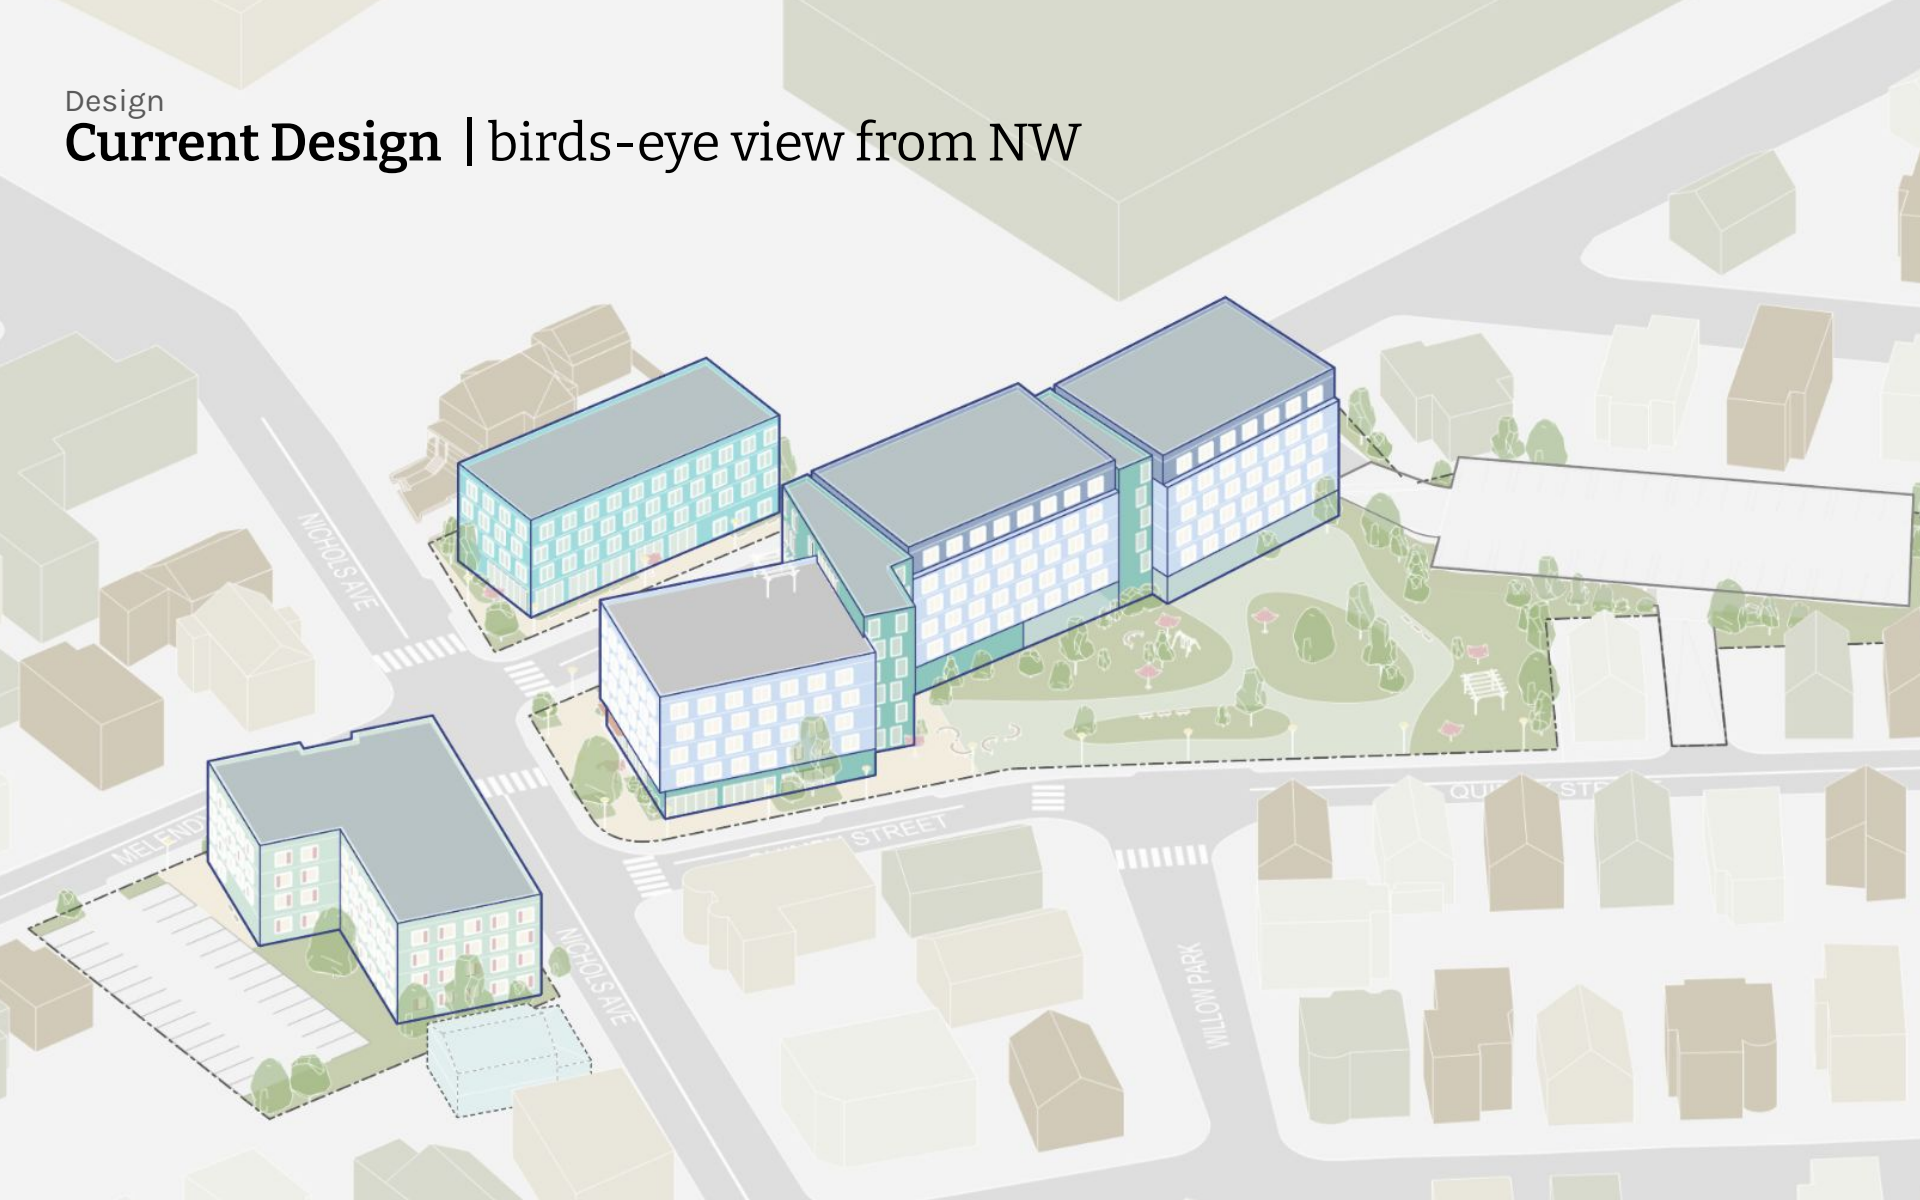 Design
Current Design | birds-eye view from NW
NICHOLS AVE
STREET
NICHOLS AVE
WILLOW PARK